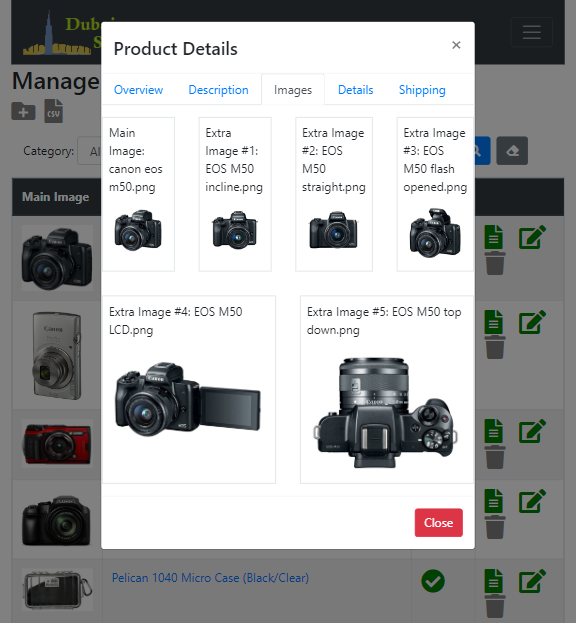 Product Details
×
Overview Description Images Details Shipping
Main
Image:
canon eos
m50.png
Extra
Image #1:
EOS M50
incline.png
Extra Image
#2: EOS
M50
straight.png
Extra Image
#3: EOS
M50 flash
opened.png
Extra Image #4: EOS M50
LCD.png
Extra Image #5: EOS M50 top
down.png
Close
Manage
CSV
Category:
Main Image
Pelican 1040 Micro Case (Black/Clear)